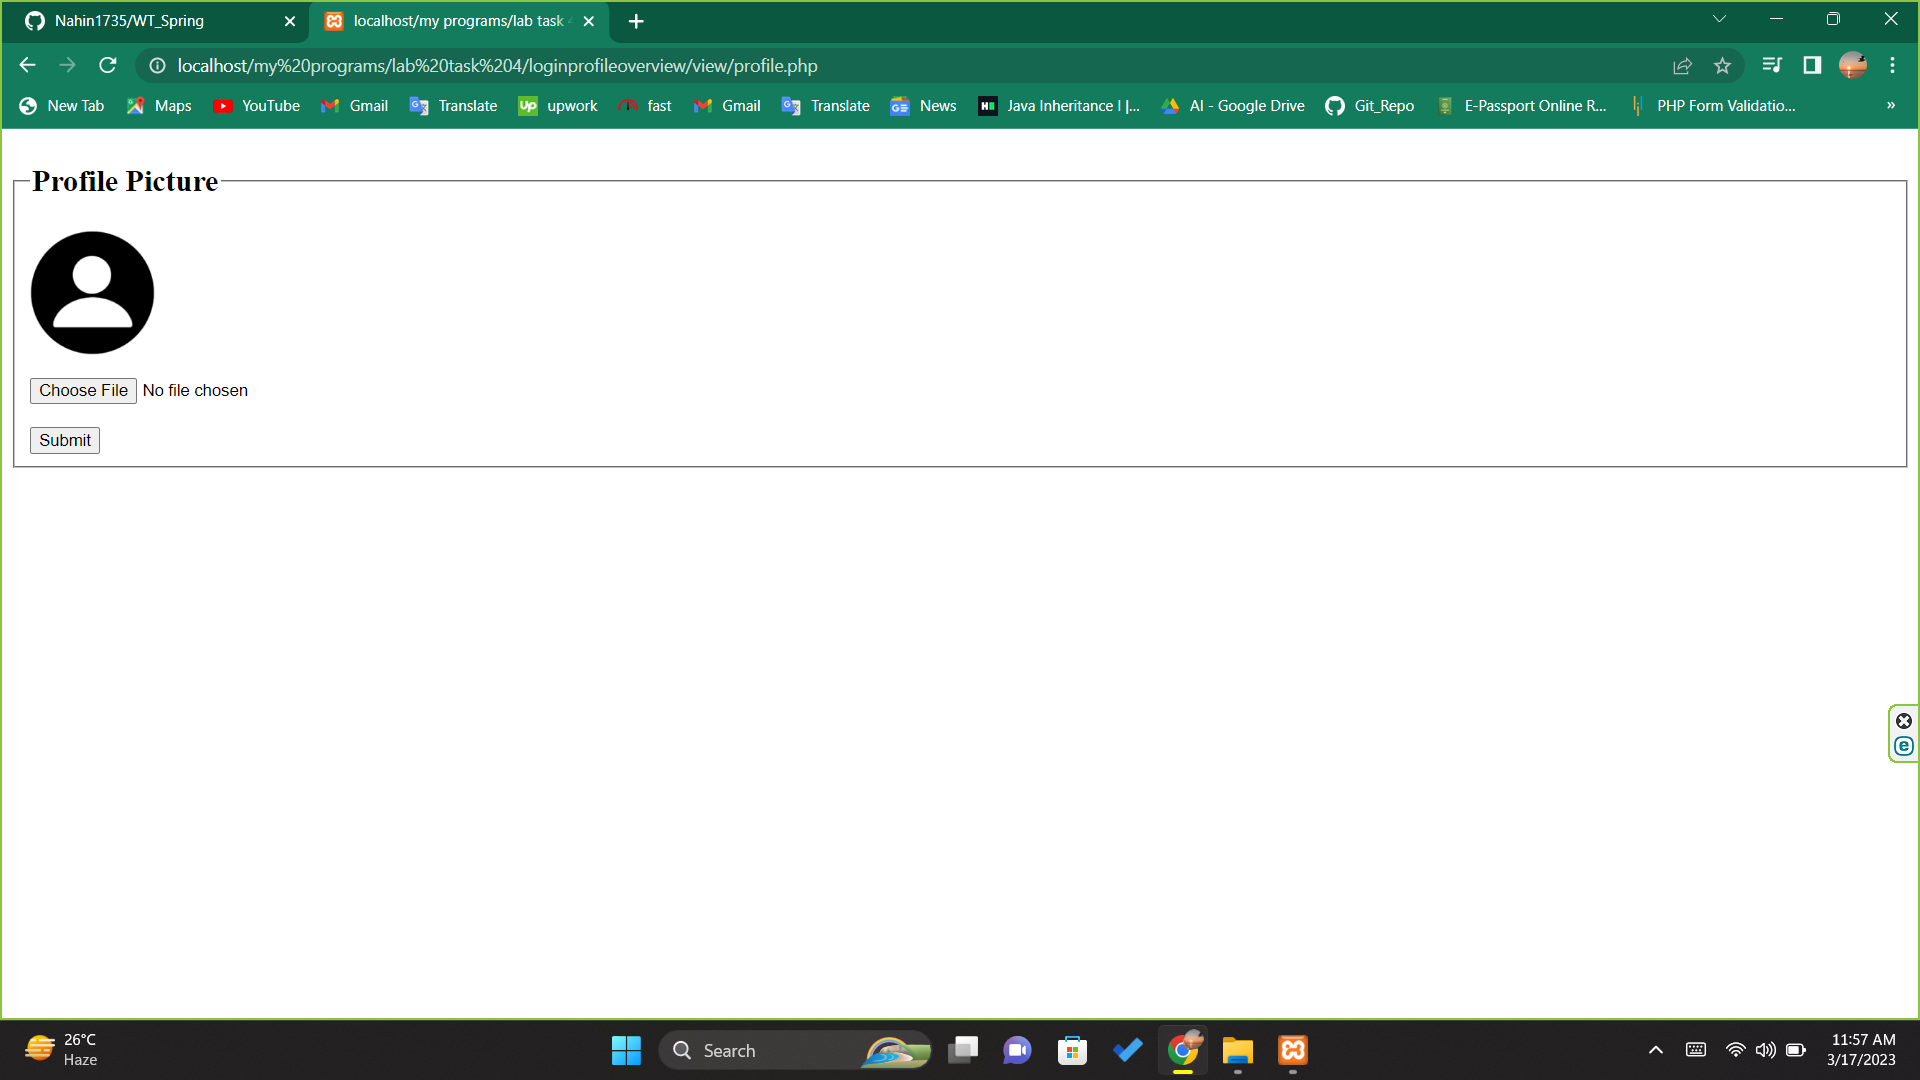 Nahin1735/WT_Spring
localhost/my programs/lab task 4
localhost/my%20programs/lab%20task%204/loginprofileoverview/view/profile.php
New Tab Maps YouTube Gmail Translate upwork fast Gmail Translate News Java Inheritance I |... AI - Google Drive Git_Repo E-Passport Online R... PHP Form Validatio... »
Profile Picture
Choose File No file chosen
Submit
26°C
Haze
Search
11:57 AM
3/17/2023